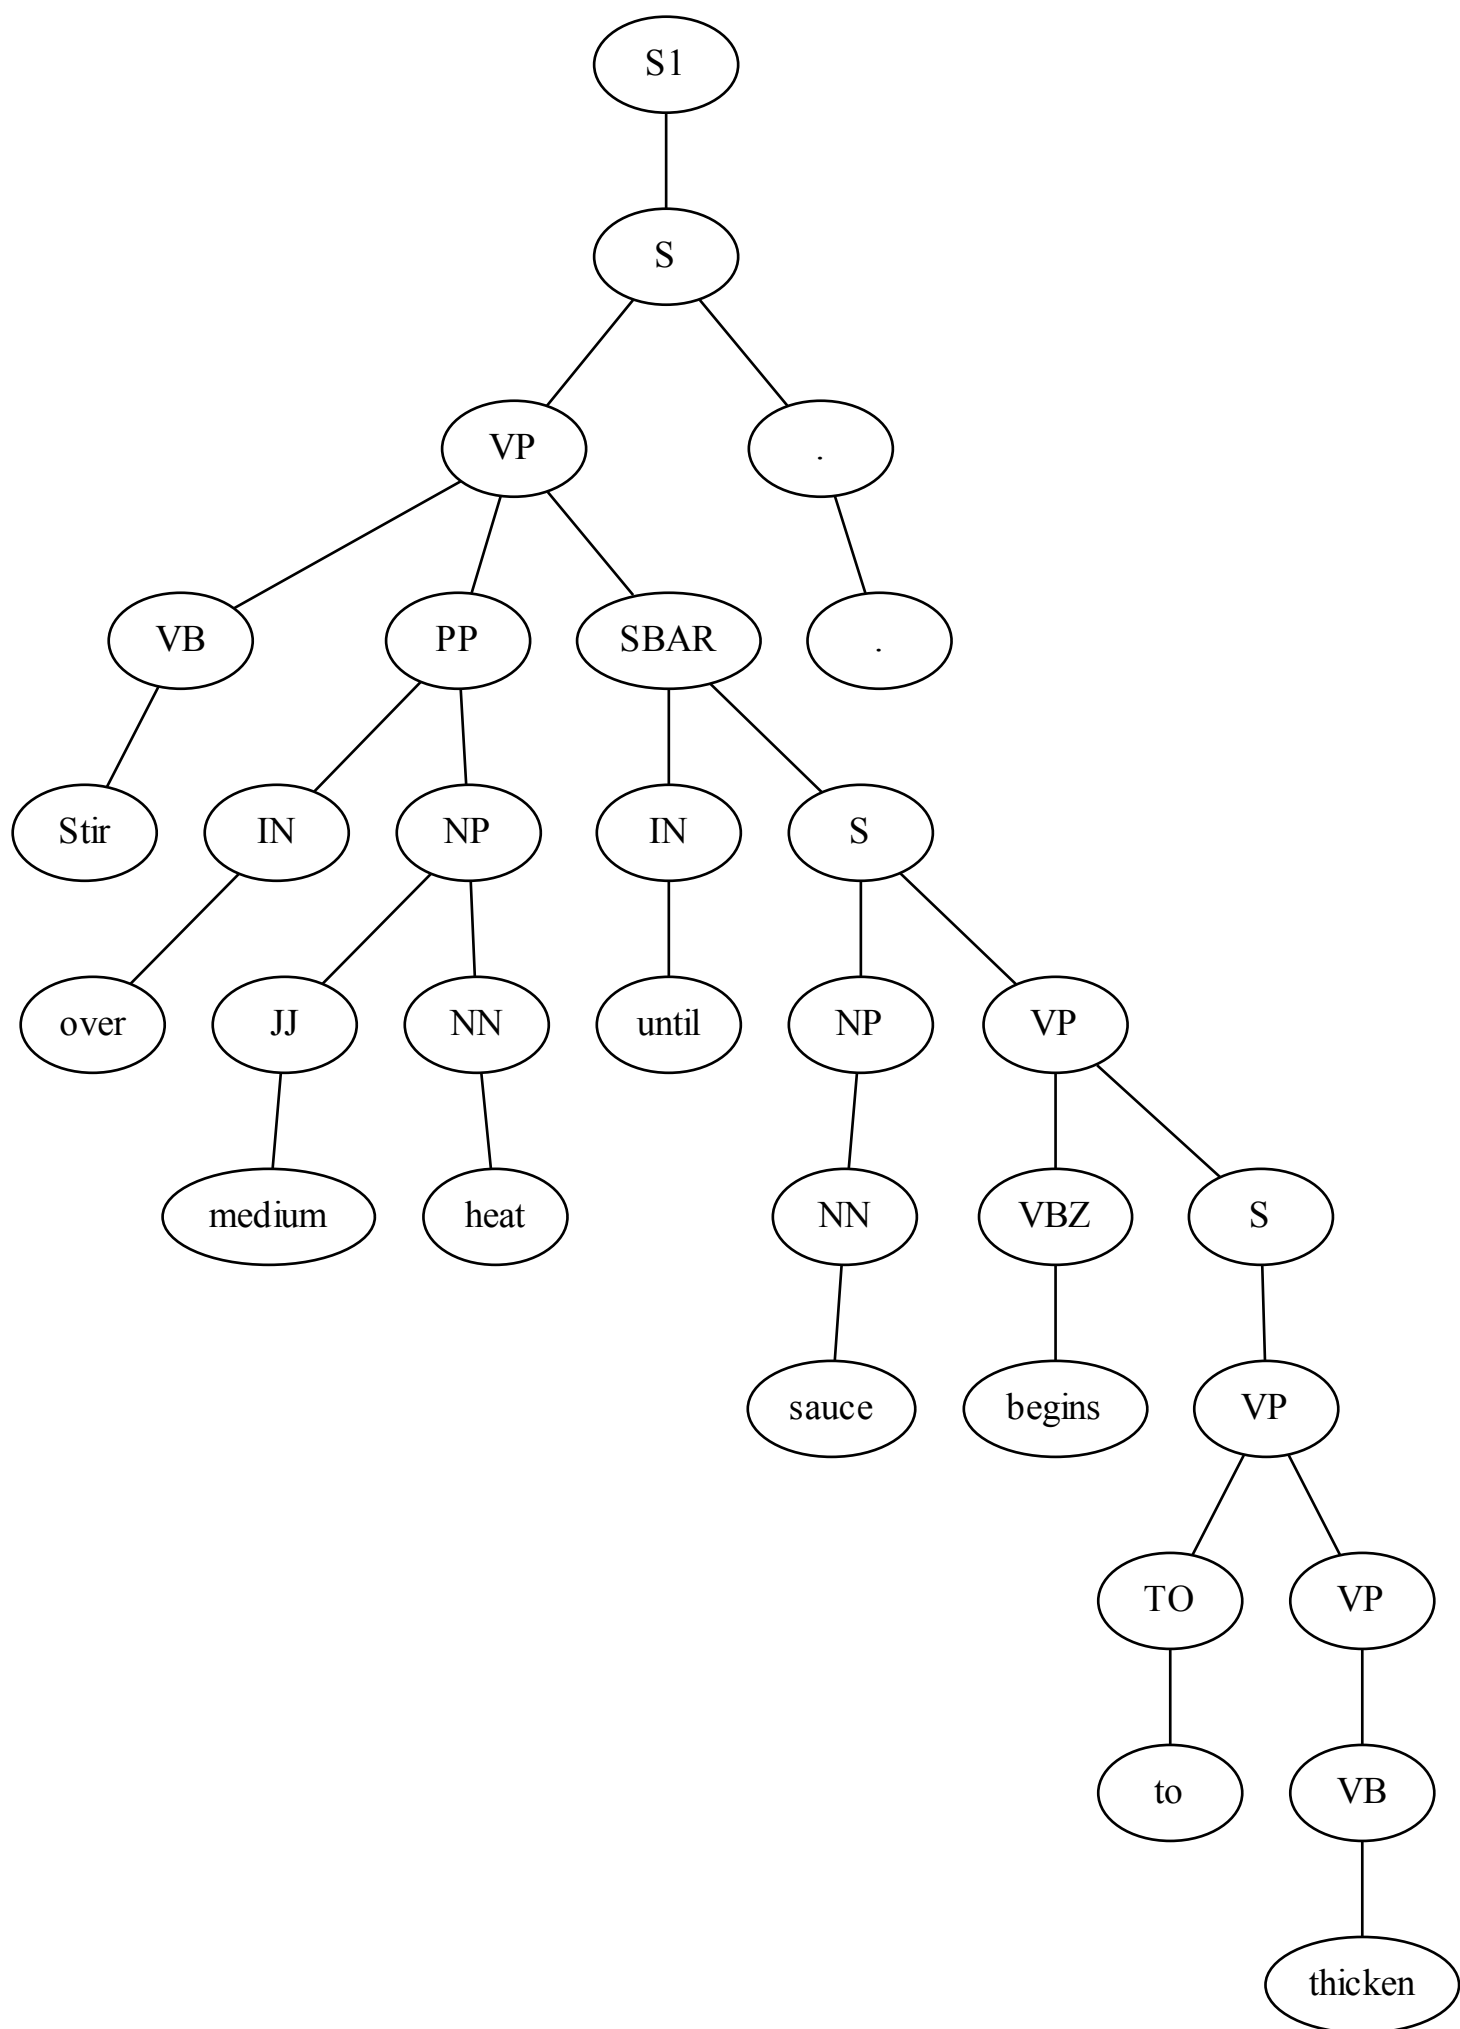 S1
S
VP .
VB PP SBAR .
Stir IN NP IN S
over JJ NN until NP VP
medium heat NN VBZ S
sauce begins VP
TO VP
to VB
thicken